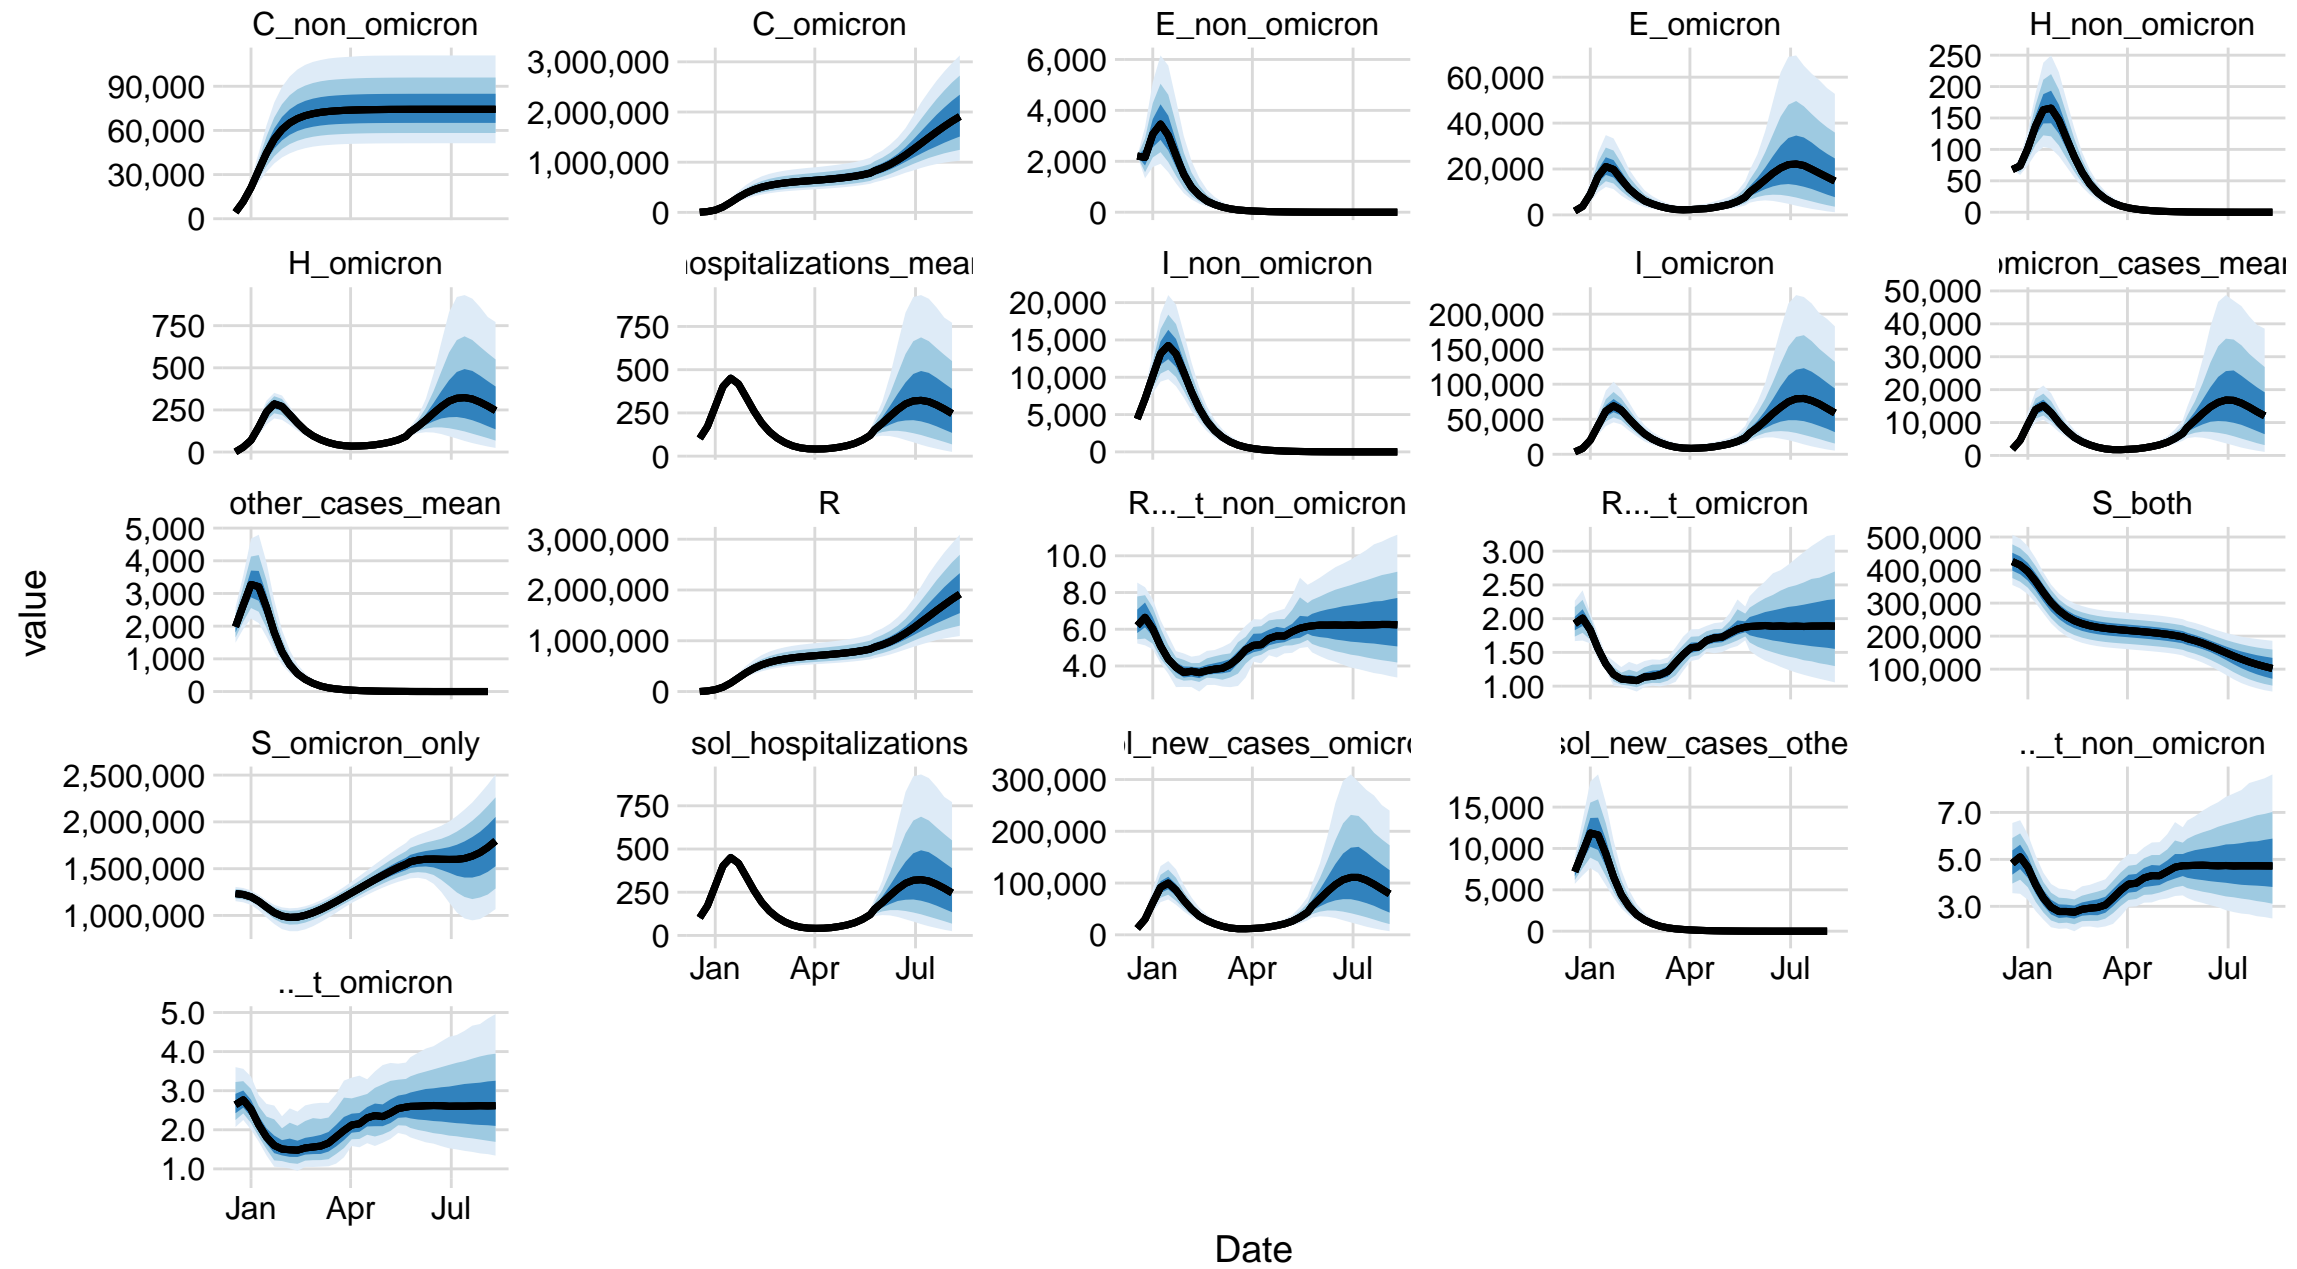 C_non_omicron C_omicron E_non_omicron E_omicron H_non_omicron
90,000 60,000 30,000 0
3,000,000 2,000,000 1,000,000 0
6,000 4,000 2,000 0
60,000 40,000 20,000 0
250 200 150 100 50 0
H_omicron ospitalizations_mea I_non_omicron I_omicron omicron_cases_mea
750 500 250 0
750 500 250 0
20,000 15,000 10,000 5,000 0
200,000 150,000 100,000 50,000 0
50,000 40,000 30,000 20,000 10,000 0
other_cases_mean R R..._t_non_omicron R..._t_omicron S_both
5,000 4,000 3,000 2,000 1,000 0
3,000,000 2,000,000 1,000,000 0
10.0 8.0 6.0 4.0
3.00 2.50 2.00 1.50 1.00
500,000 400,000 300,000 200,000 100,000
value
S_omicron_only sol_hospitalizations l_new_cases_omicr sol_new_cases_othe .._t_non_omicron
2,500,000 2,000,000 1,500,000 1,000,000
750 500 250 0
300,000 200,000 100,000 0
15,000 10,000 5,000 0
7.0 5.0 3.0
Jan Apr Jul Jan Apr Jul Jan Apr Jul Jan Apr Jul
.._t_omicron
5.0 4.0 3.0 2.0 1.0
Jan Apr Jul
Date